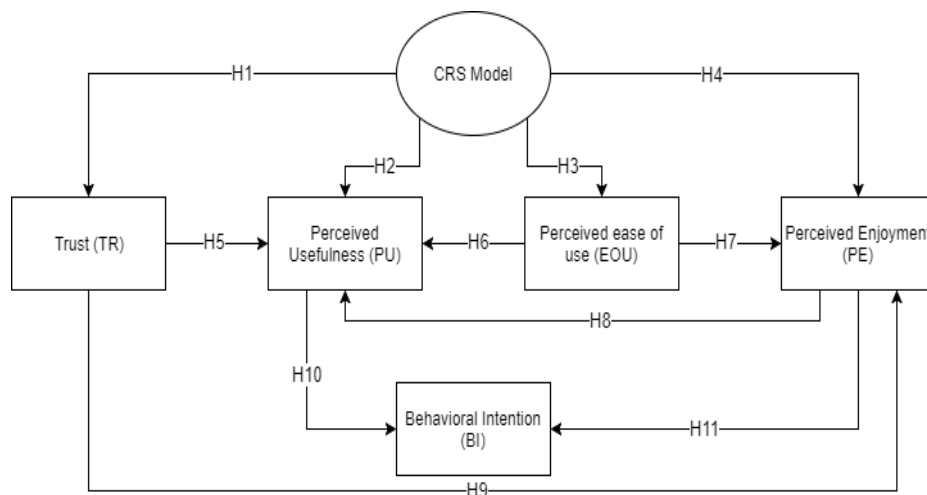 CRS Model
H1
H4
H2
H3
Trust (TR)
H5
Perceived
Usefulness (PU)
H6
Perceived ease of
use (EOU)
H7
Perceived Enjoyment
(PE)
H8
H10
Behavioral Intention
(BI)
H11
H9